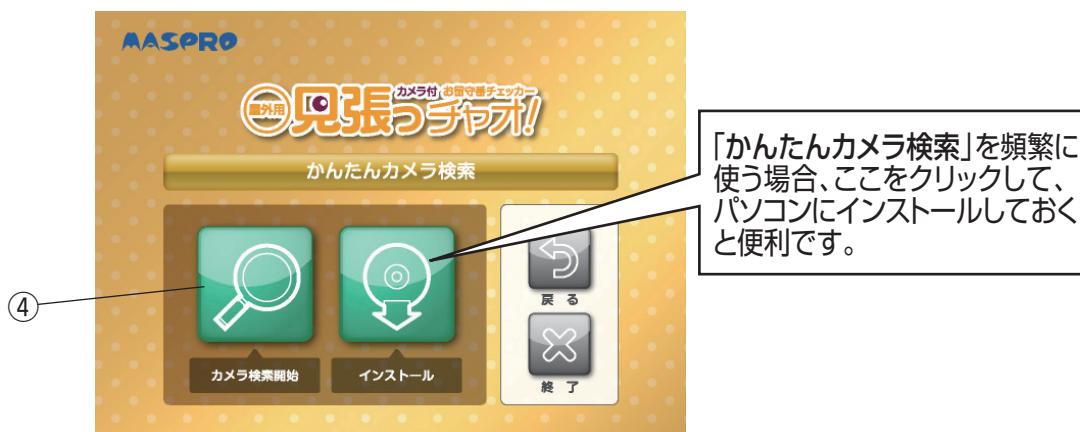 MASPRO
屋外用 見張っチャオ!
カメラ付 お留守番チェッカー
かんたんカメラ検索
「かんたんカメラ検索」を頻繁に
使う場合、ここをクリックして、
パソコンにインストールしておく
と便利です。
④
カメラ検索開始
インストール
戻る
終了